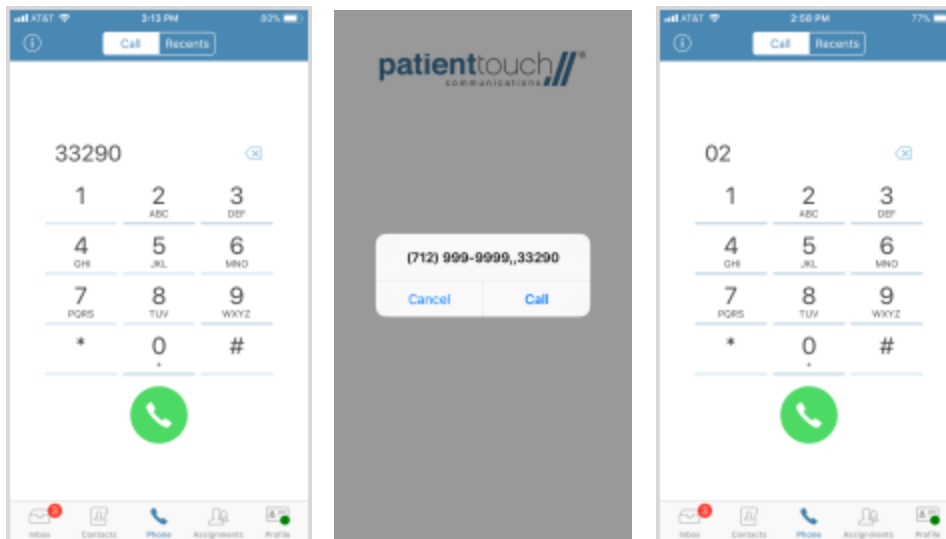 AT&T 3:13 PM 80%
Call Recents
33290
1 2 3
ABC DEF
4 5 6
GHI JKL MNO
7 8 9
PQRS TUV WXYZ
* 0 #
+
3
Inbox Contacts Phone Assignments Profile
patienttouch®
communications
(712) 999-9999,,33290
Cancel Call
AT&T 2:58 PM 77%
Call Recents
02
1 2 3
ABC DEF
4 5 6
GHI JKL MNO
7 8 9
PQRS TUV WXYZ
* 0 #
+
3
Inbox Contacts Phone Assignments Profile